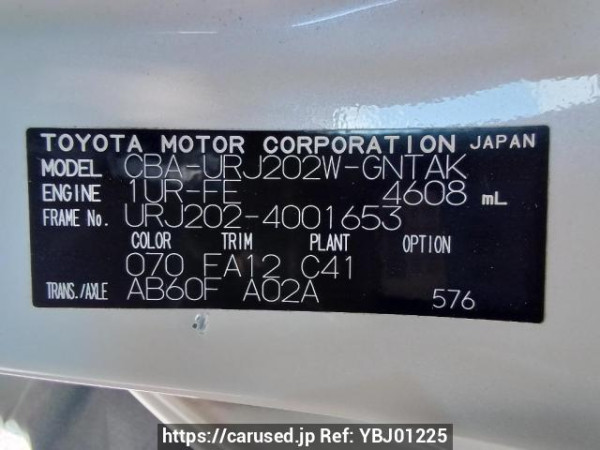 TOYOTA MOTOR CORPORATION JAPAN
MODEL CBA-URJ202W-GNTAK
ENGINE 1UR-FE 4608 mL
FRAME No. URJ202-4001653
COLOR TRIM PLANT OPTION
070 FA12 C41
TRANS./AXLE AB60F A02A 576
https://carused.jp Ref: YBJ01225